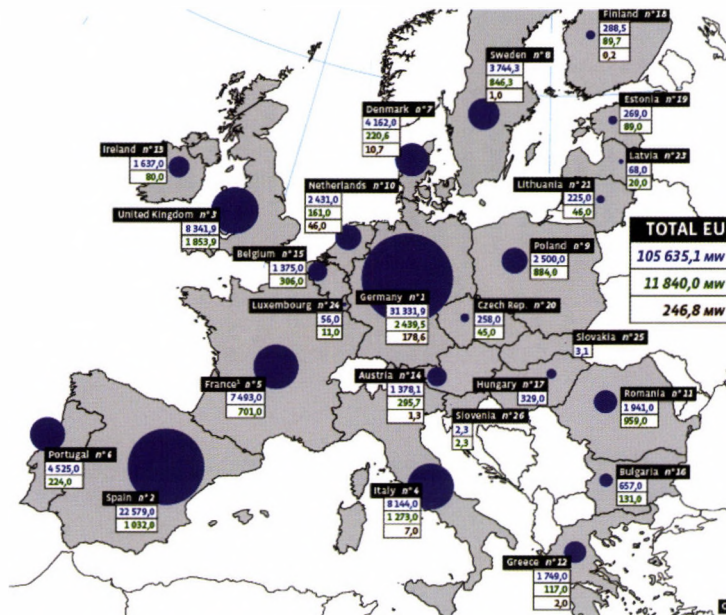 Finland n°18
288,5
89,7
0,2
Sweden n°8
3 744,3
846,3
1,0
Denmark n°7
4 162,0
220,6
10,7
Estonia n°19
269,0
89,0
Ireland n°13
1 637,0
80,0
Latvia n°23
68,0
20,0
Netherlands n°10
2 431,0
161,0
46,0
Lithuania n°21
225,0
46,0
United Kingdom n°3
8 341,9
1 853,9
TOTAL EU
105 635,1 MW
11 840,0 MW
246,8 MW
Poland n°9
2 500,0
884,0
Belgium n°15
1 375,0
306,0
Luxembourg n°24
56,0
11,0
Germany n°1
31 331,9
2 439,5
178,6
Czech Rep. n°20
258,0
45,0
Slovakia n°25
3,1
France¹ n°5
7 493,0
701,0
Austria n°14
1 378,1
295,7
1,3
Hungary n°17
329,0
Romania n°11
1 941,0
959,0
Slovenia n°26
2,3
2,3
Portugal n°6
4 525,0
224,0
Spain n°2
22 579,0
1 032,0
Italy n°4
8 144,0
1 273,0
7,0
Bulgaria n°16
657,0
131,0
Greece n°12
1 749,0
117,0
2,0